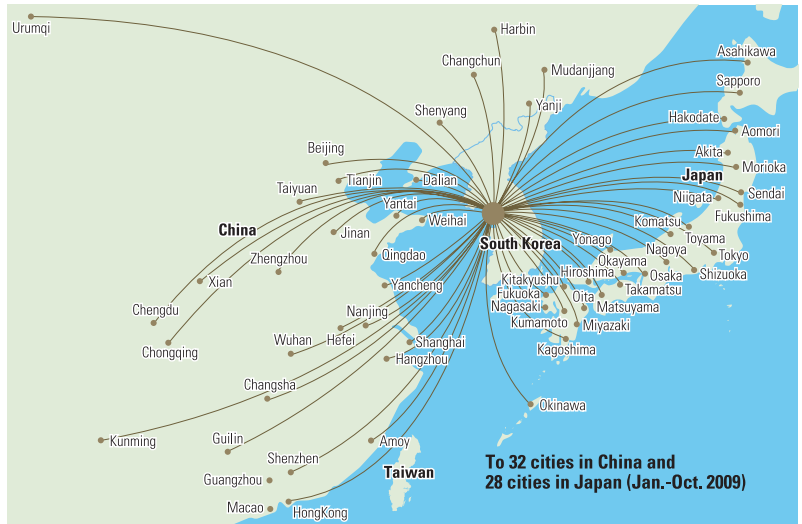 Urumqi
Harbin
Asahikawa
Changchun
Mudanjjang
Sapporo
Yanji
Shenyang
Hakodate
Aomori
Beijing
Akita
Morioka
Tianjin
Dalian
Japan
Taiyuan
Sendai
Niigata
Yantai
Fukushima
Weihai
Komatsu
China
Jinan
South Korea
Yonago
Toyama
Nagoya
Tokyo
Qingdao
Zhengzhou
Okayama
Hiroshima
Osaka
Shizuoka
Xian
Yancheng
Kitakyushu
Takamatsu
Fukuoka
Oita
Chengdu
Nanjing
Nagasaki
Matsuyama
Kumamoto
Miyazaki
Wuhan
Hefei
Shanghai
Chongqing
Hangzhou
Kagoshima
Changsha
Okinawa
Kunming
Guilin
Amoy
Shenzhen
Taiwan
To 32 cities in China and
28 cities in Japan (Jan.-Oct. 2009)
Guangzhou
Macao
HongKong